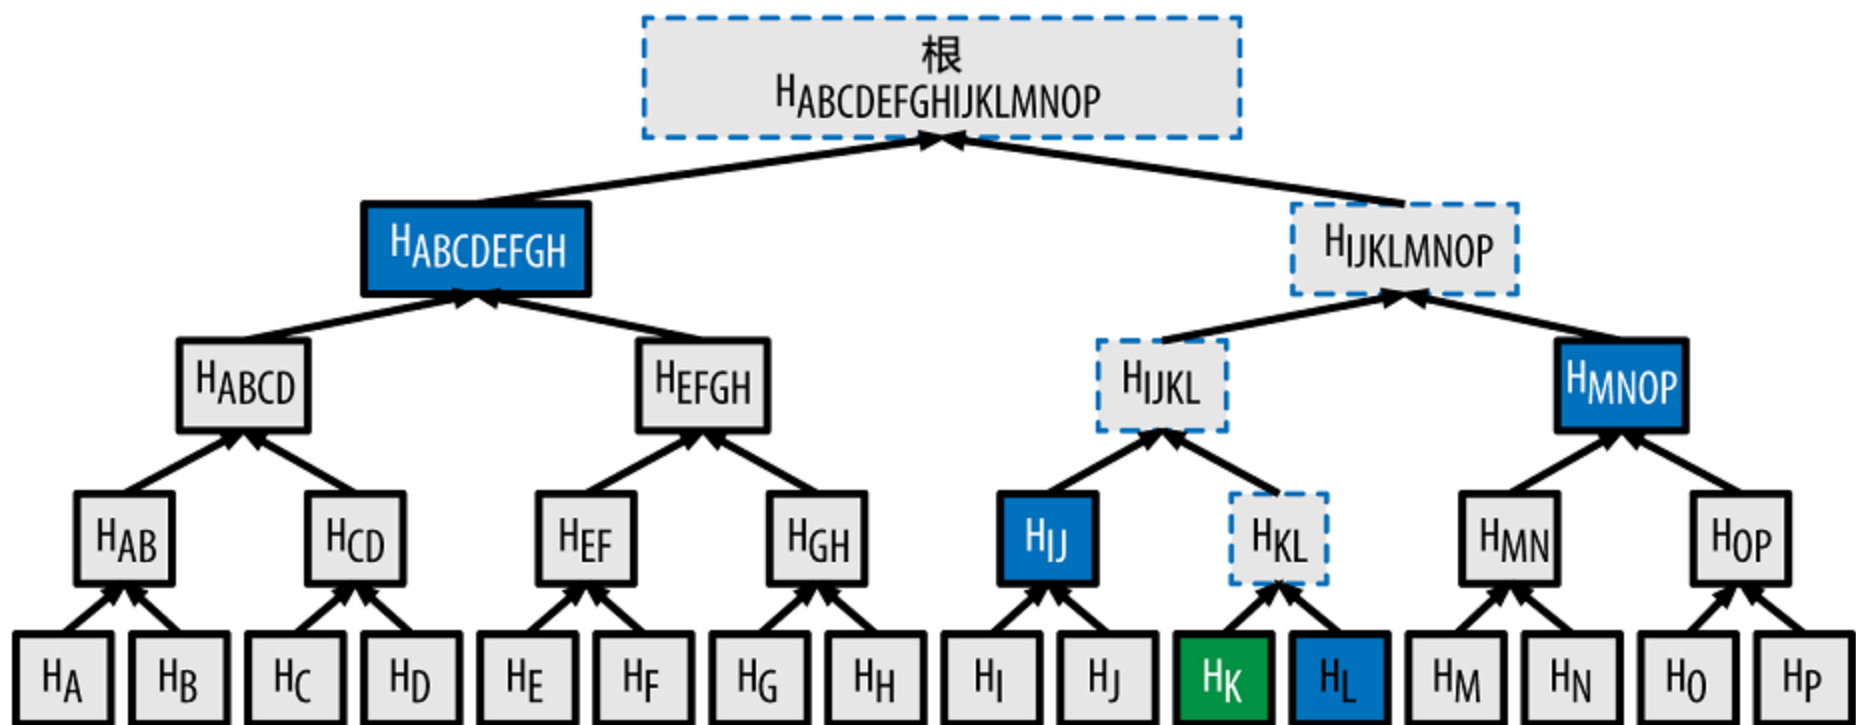 根
HABCDEFGHIJKLMNOP
HABCDEFGH
HIJKLMNOP
HABCD
HEFGH
HIJKL
HMNOP
HAB
HCD
HEF
HGH
HIJ
HKL
HMN
HOP
HA
HB
HC
HD
HE
HF
HG
HH
HI
HJ
HK
HL
HM
HN
HO
HP